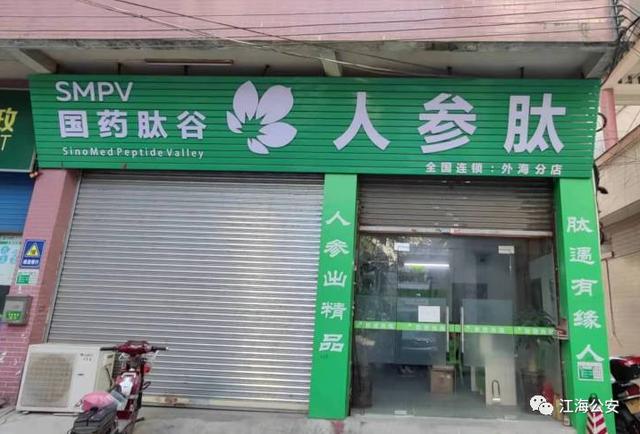 SMPV
国药肽谷
SinoMed Peptide Valley
人参肽
全国连锁：外海分店
人参出精品
肽遇有缘人
江海公安